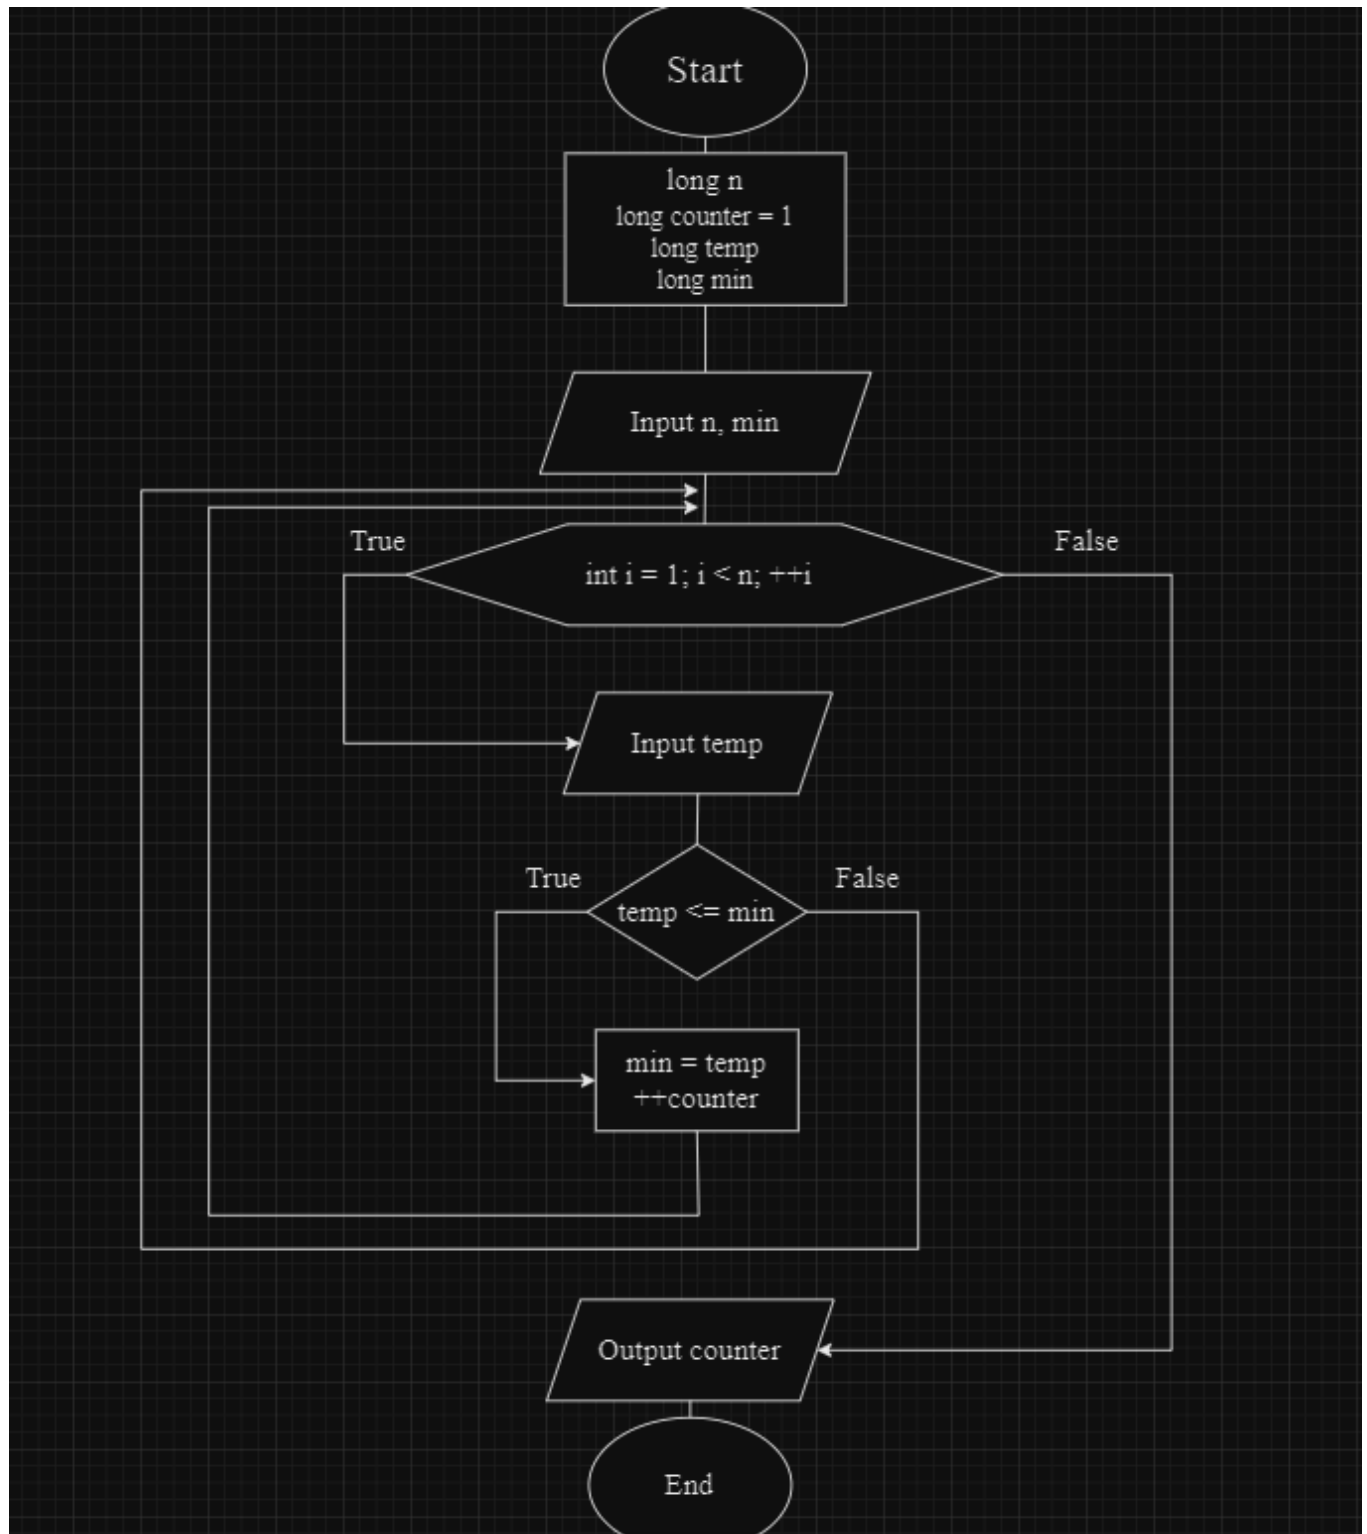 Start
long n
long counter = 1
long temp
long min
Input n, min
True
False
int i = 1; i < n; ++i
Input temp
True
False
temp <= min
min = temp
++counter
Output counter
End